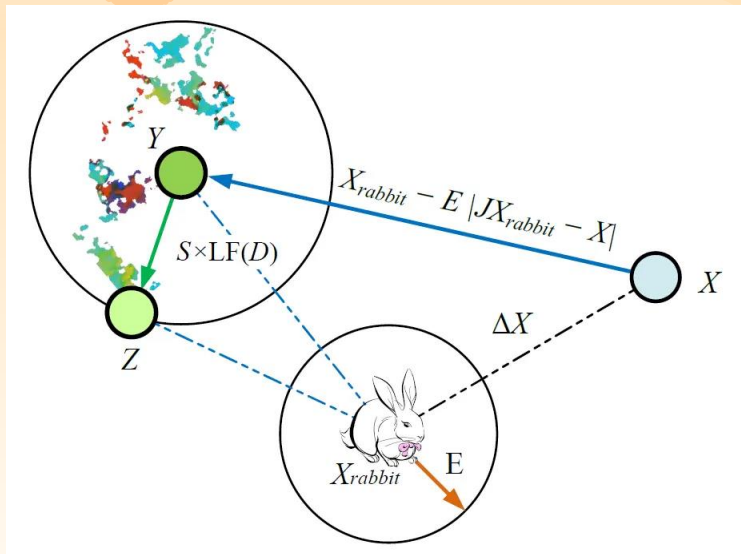 Y
X_rabbit − E |JX_rabbit − X|
S×LF(D)
X
ΔX
Z
E
X_rabbit